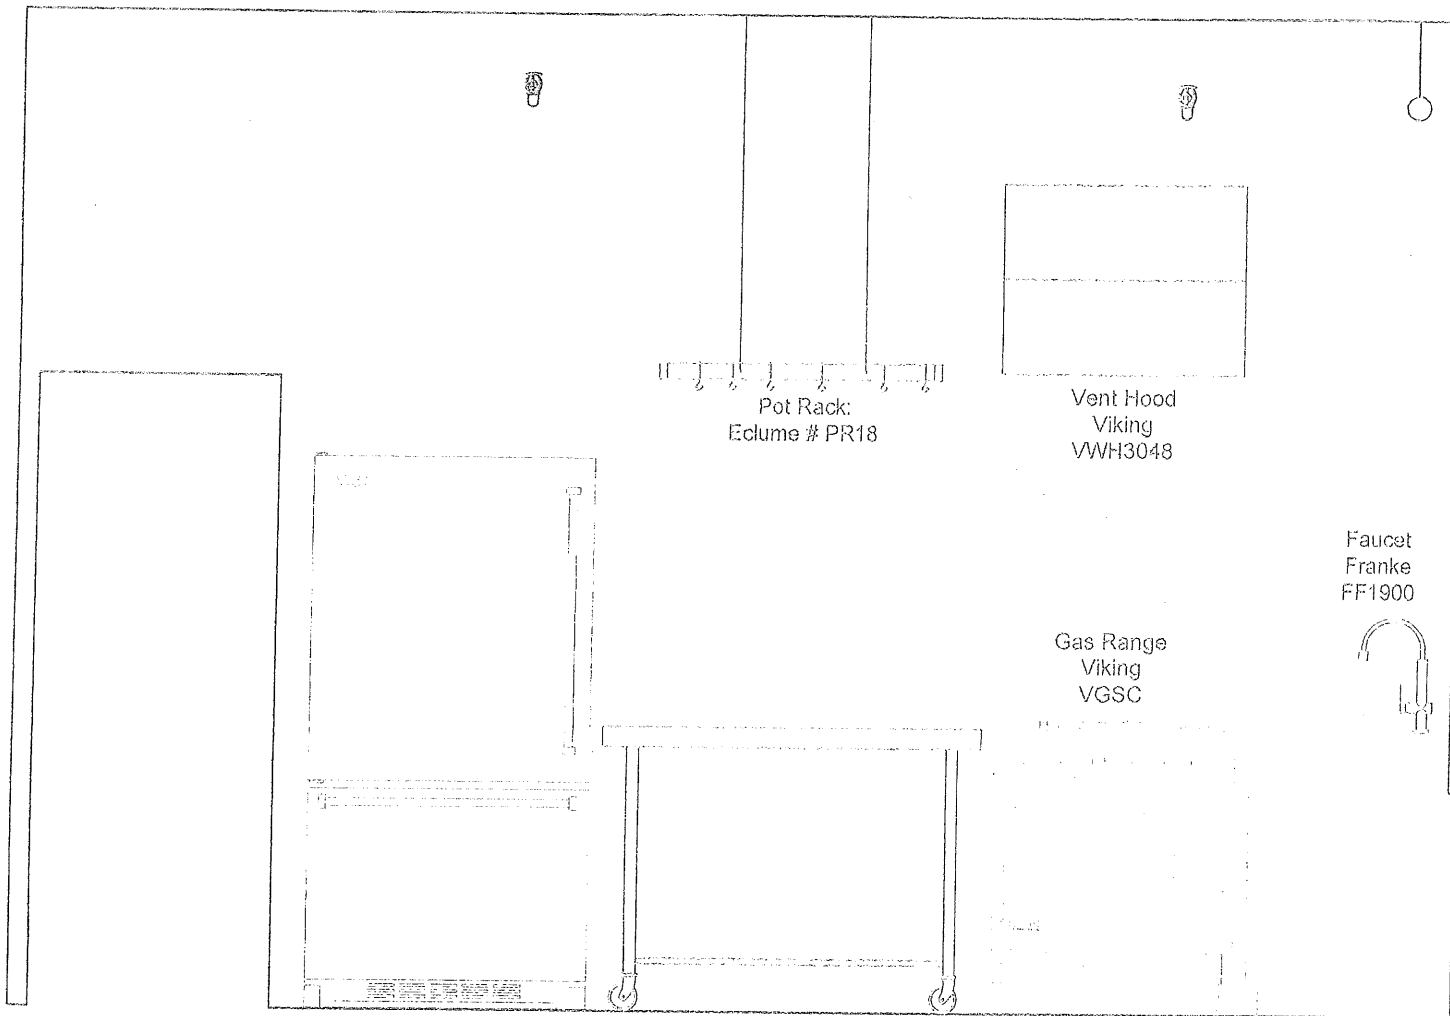 Pot Rack:
Eclume # PR18
Vent Hood
Viking
VWH3048
Faucet
Franke
FF1900
Gas Range
Viking
VGSC